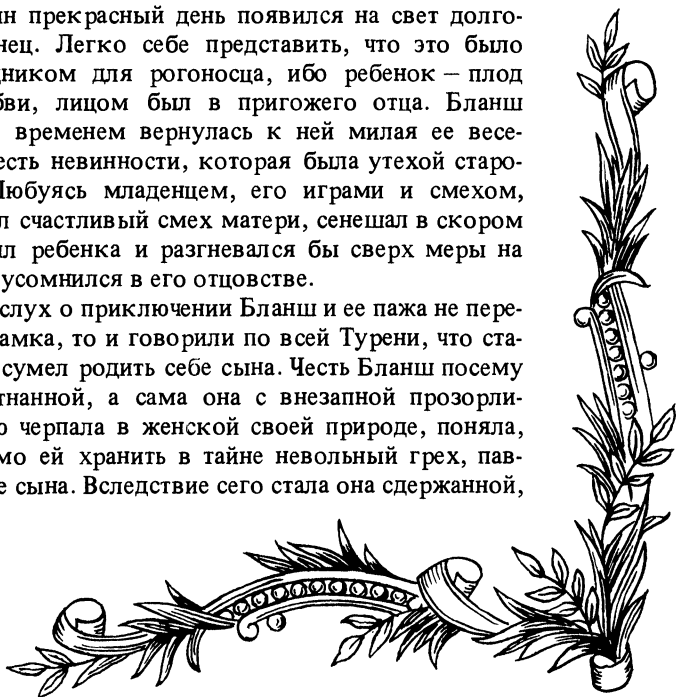 ин прекрасный день появился на свет долго-
нец. Легко себе представить, что это было
дником для рогоносца, ибо ребенок – плод
бви, лицом был в пригожего отца. Бланш
временем вернулась к ней милая ее весе-
есть невинности, которая была утехой старо-
Любуясь младенцем, его играми и смехом,
л счастливый смех матери, сенешал в скором
ил ребенка и разгневался бы сверх меры на
усомнился в его отцовстве.
слух о приключении Бланш и ее пажа не пере-
амка, то и говорили по всей Турени, что ста-
сумел родить себе сына. Честь Бланш посему
тнанной, а сама она с внезапной прозорли-
ю черпала в женской своей природе, поняла,
мо ей хранить в тайне невольный грех, пав-
е сына. Вследствие сего стала она сдержанной,